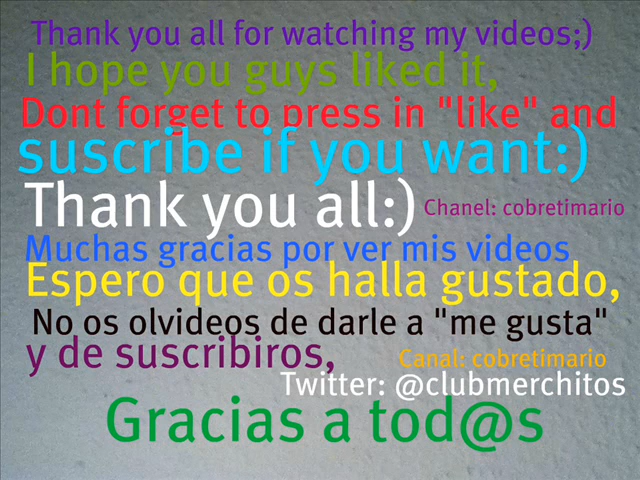 Thank you all for watching my videos;)
I hope you guys liked it,
Dont forget to press in "like" and
suscribe if you want:)
Thank you all:)
Chanel: cobretimario
Muchas gracias por ver mis videos
Espero que os halla gustado,
No os olvideos de darle a "me gusta"
y de suscribiros,
Canal: cobretimario
Twitter: @clubmerchitos
Gracias a tod@s